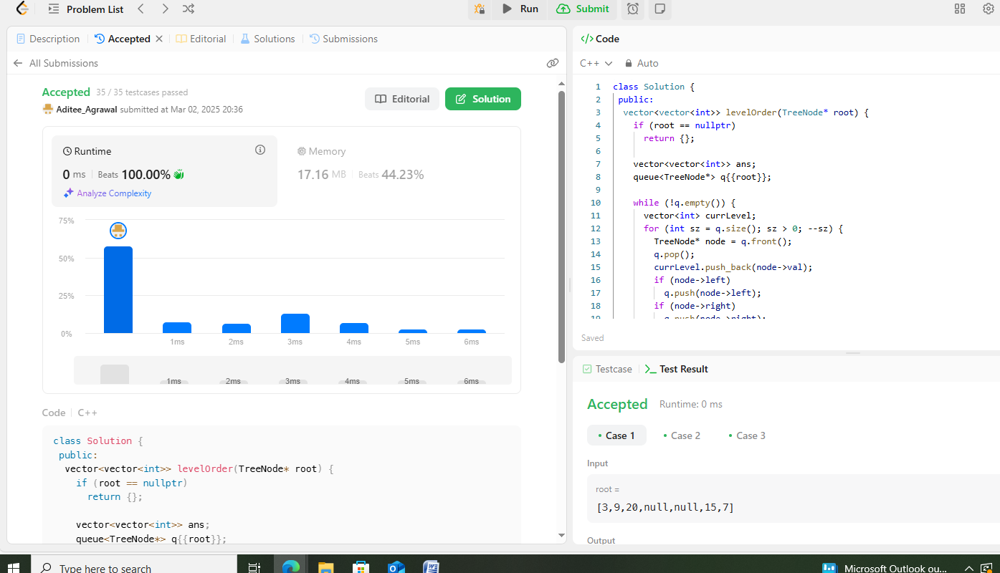 Problem List
Run
Submit
Description
Accepted
Editorial
Solutions
Submissions
All Submissions
Accepted 35 / 35 testcases passed
Aditee_Agrawal submitted at Mar 02, 2025 20:36
Editorial
Solution
Runtime
0 ms Beats 100.00%
Analyze Complexity
Memory
17.16 MB Beats 44.23%
75%
50%
25%
0%
1ms 2ms 3ms 4ms 5ms 6ms
1ms 2ms 3ms 4ms 5ms 6ms
Code C++
class Solution {
public:
vector<vector<int>> levelOrder(TreeNode* root) {
if (root == nullptr)
return {};
vector<vector<int>> ans;
queue<TreeNode*> q{{root}};
</> Code
C++ Auto
1 class Solution {
2 public:
3 vector<vector<int>> levelOrder(TreeNode* root) {
4 if (root == nullptr)
5 return {};
6
7 vector<vector<int>> ans;
8 queue<TreeNode*> q{{root}};
9
10 while (!q.empty()) {
11 vector<int> currLevel;
12 for (int sz = q.size(); sz > 0; --sz) {
13 TreeNode* node = q.front();
14 q.pop();
15 currLevel.push_back(node->val);
16 if (node->left)
17 q.push(node->left);
18 if (node->right)
19 q.push(node->right);
Saved
Testcase
Test Result
Accepted Runtime: 0 ms
Case 1 Case 2 Case 3
Input
root =
[3,9,20,null,null,15,7]
Output
Type here to search
Microsoft Outlook ou...